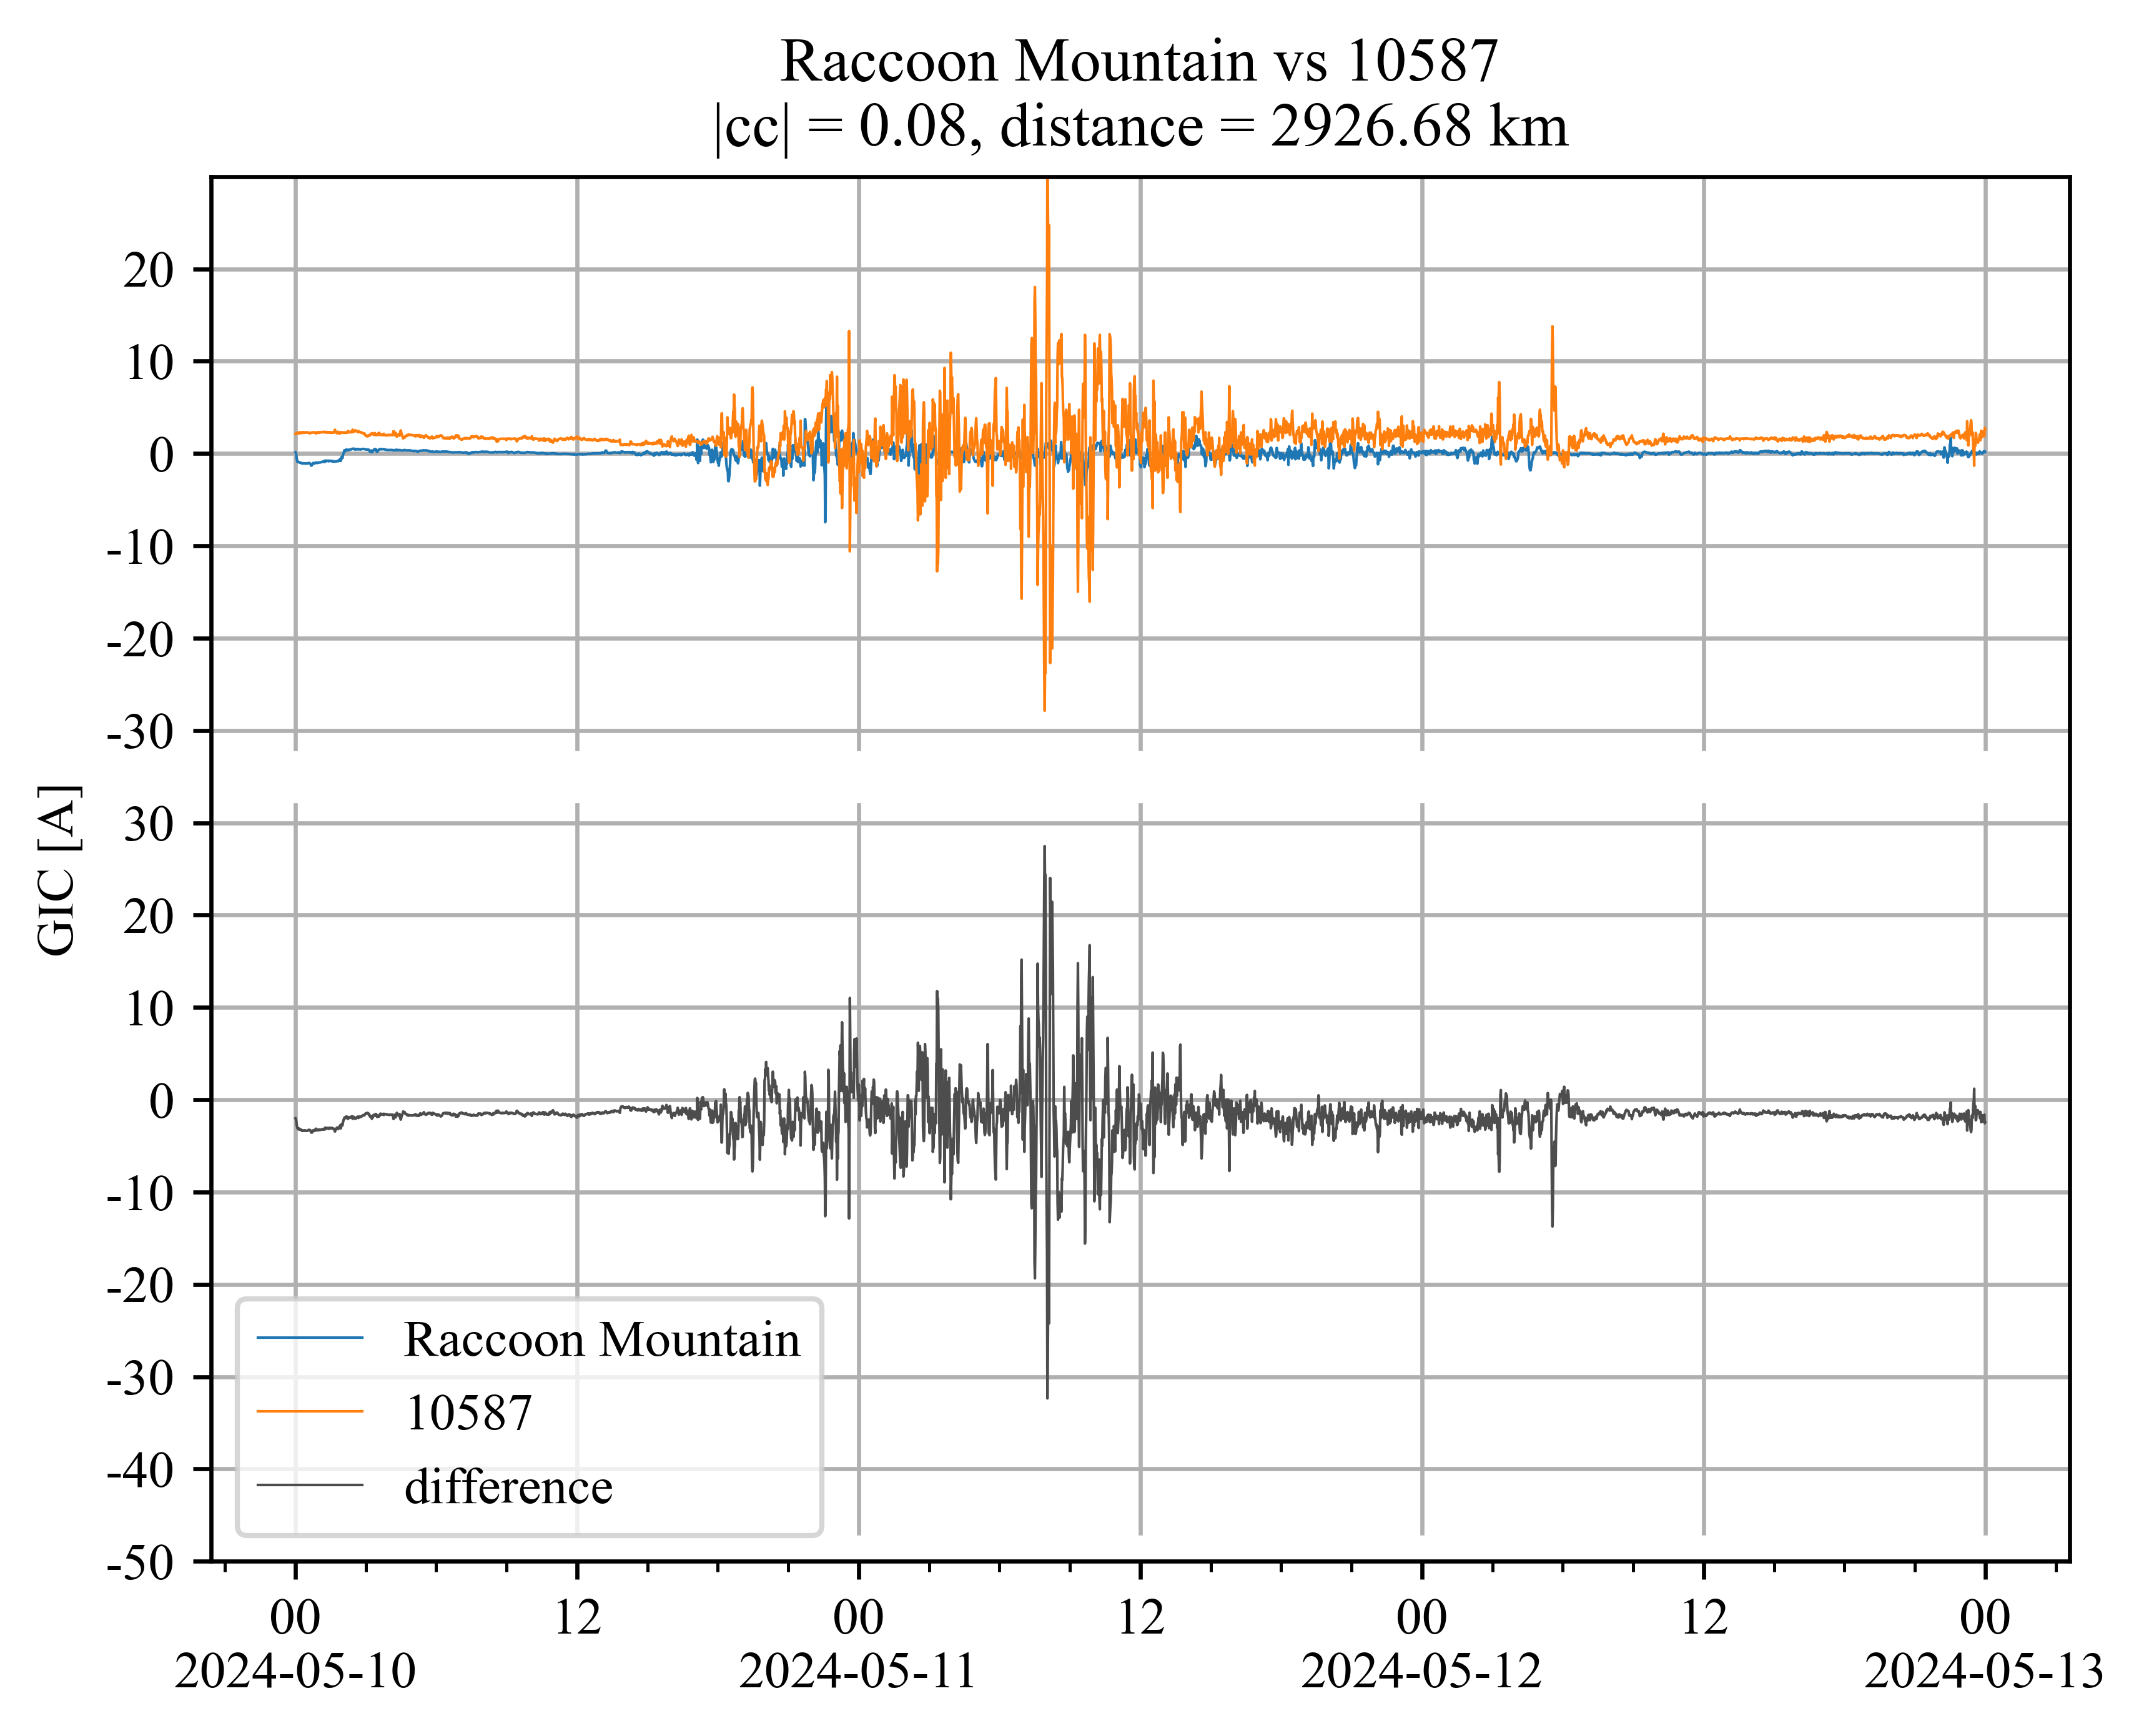 Raccoon Mountain vs 10587
|cc| = 0.08, distance = 2926.68 km
GIC [A]
20
10
0
-10
-20
-30
30
20
10
0
-10
-20
-30
-40
-50
Raccoon Mountain
10587
difference
00 12 00 12 00 12 00
2024-05-10 2024-05-11 2024-05-12 2024-05-13